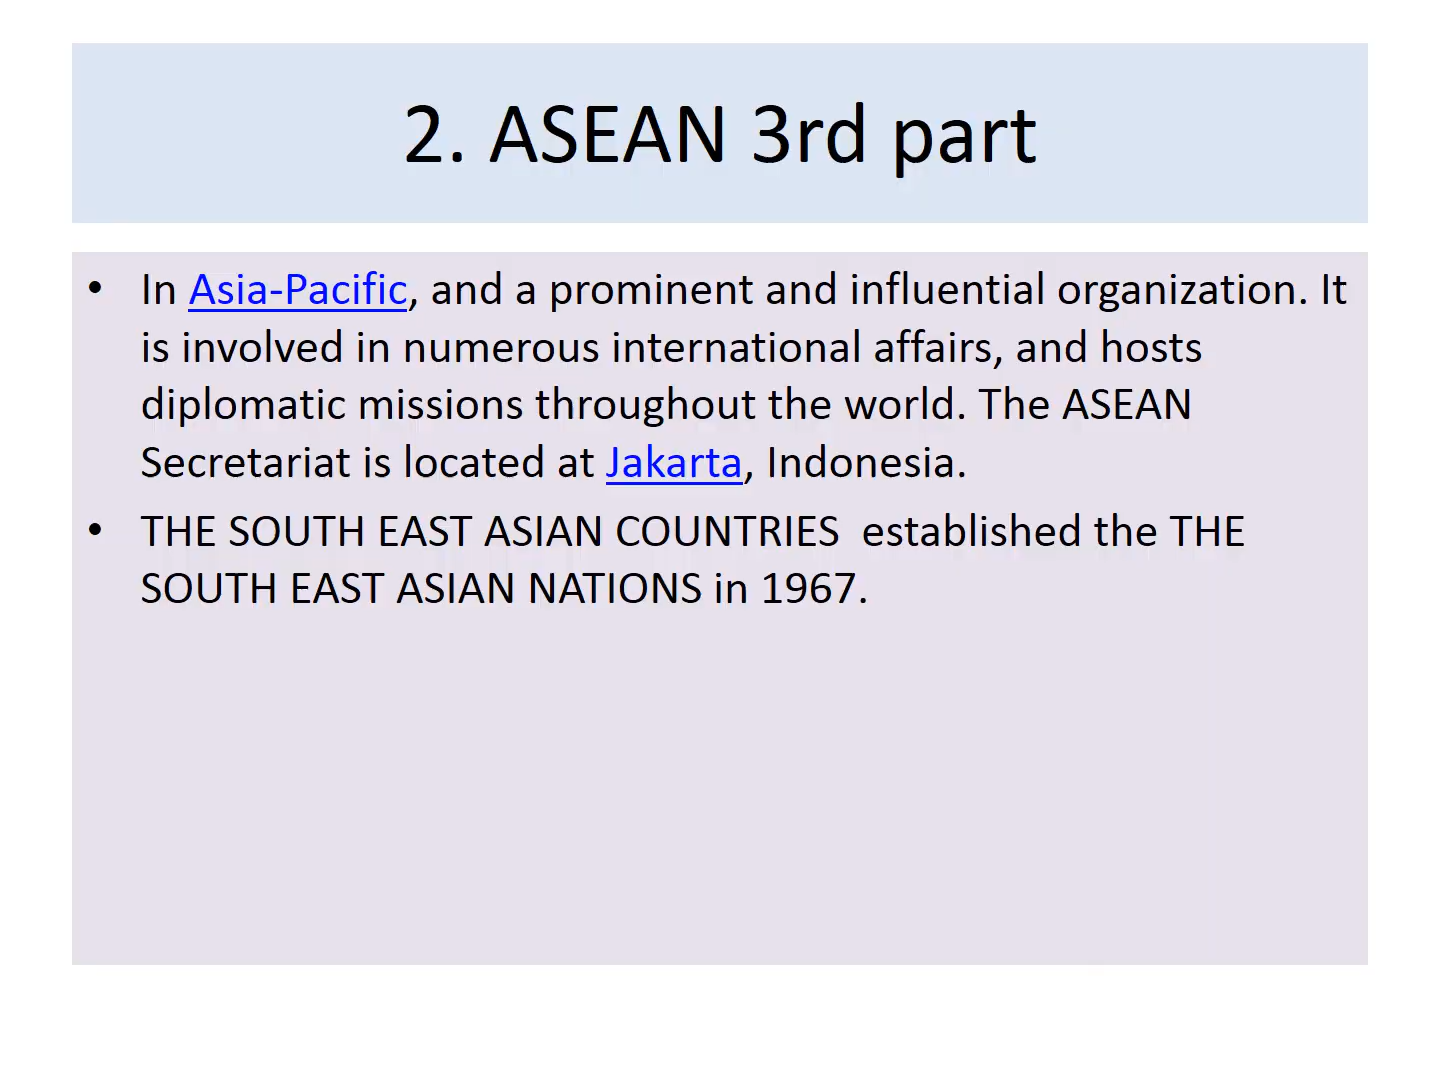 2. ASEAN 3rd part
• In Asia-Pacific, and a prominent and influential organization. It
is involved in numerous international affairs, and hosts
diplomatic missions throughout the world. The ASEAN
Secretariat is located at Jakarta, Indonesia.
• THE SOUTH EAST ASIAN COUNTRIES  established the THE
SOUTH EAST ASIAN NATIONS in 1967.